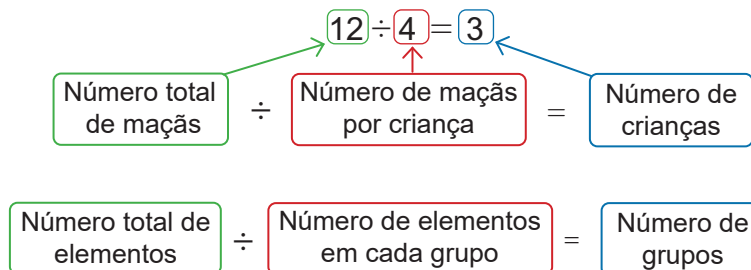 12 ÷ 4 = 3
Número total
de maçãs
÷
Número de maçãs
por criança
=
Número de
crianças
Número total de
elementos
÷
Número de elementos
em cada grupo
=
Número de
grupos